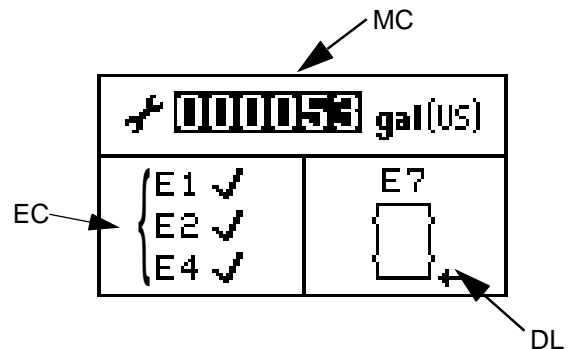 MC
000053 gal(US)
E1 ✓
E2 ✓
E4 ✓
E7
EC
DL